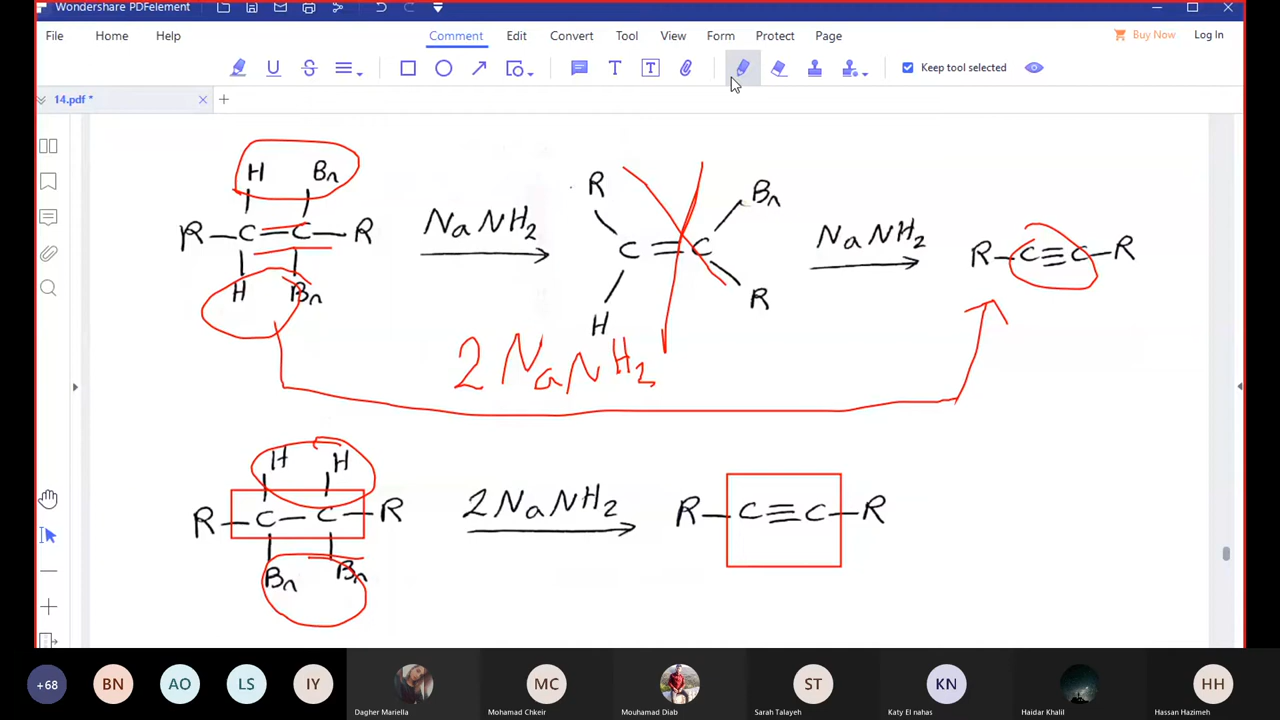 Wondershare PDFelement
File Home Help Comment Edit Convert Tool View Form Protect Page Buy Now Log In
Keep tool selected
14.pdf *
H Br R Br
R-C=C-R NaNH2 C=C NaNH2 R-C≡C-R
H Br H R
2 NaNH2
H H
R-C-C-R 2NaNH2 R-C≡C-R
Br Br
+68 BN AO LS IY MC ST KN HH
Dagher Mariella Mohamad Chkeir Mouhamad Diab Sarah Talayeh Katy El nahas Haidar Khalil Hassan Hazimeh